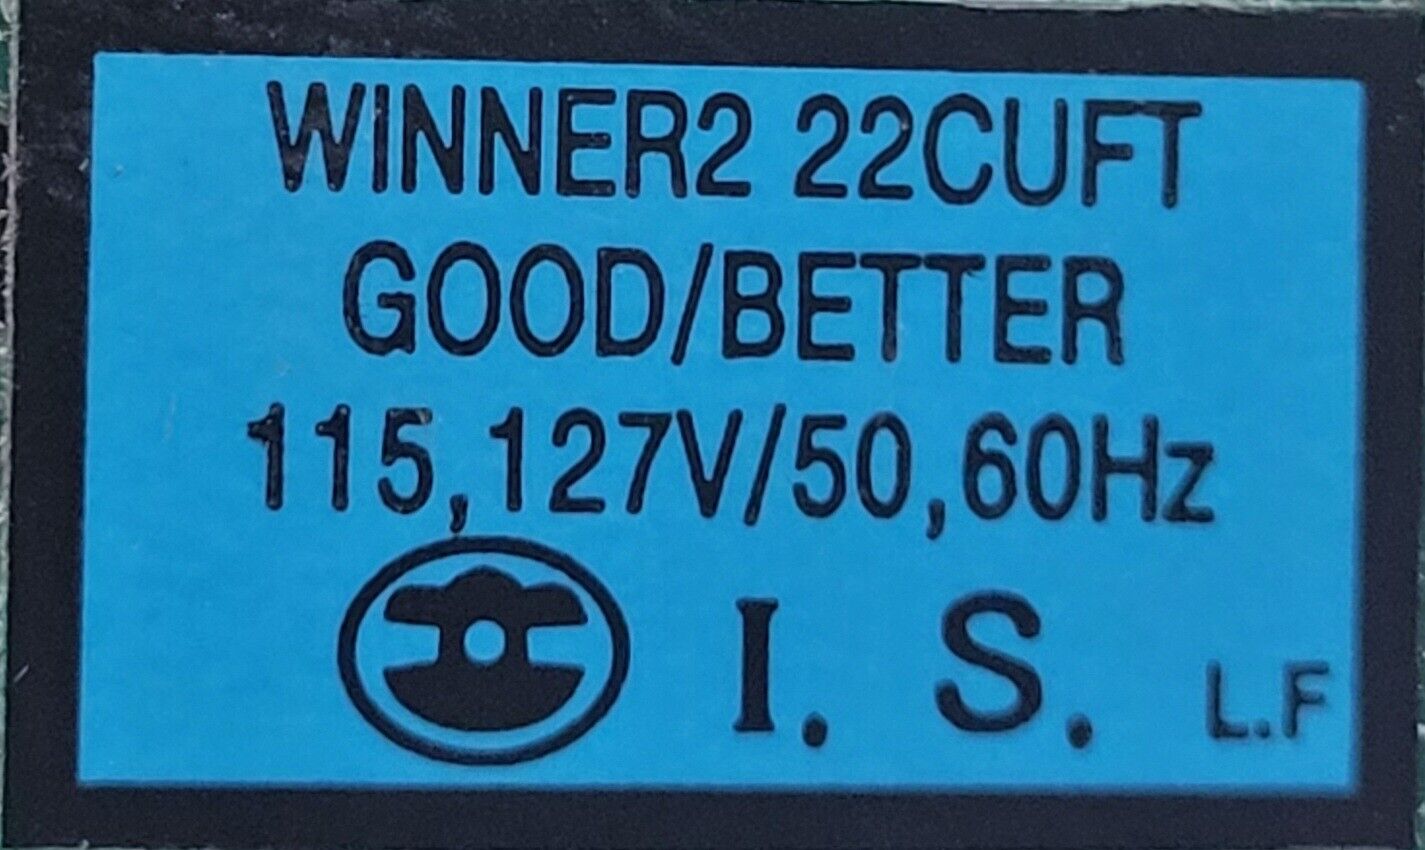 WINNER2 22CUFT
GOOD/BETTER
115,127V/50,60Hz
I. S. L.F